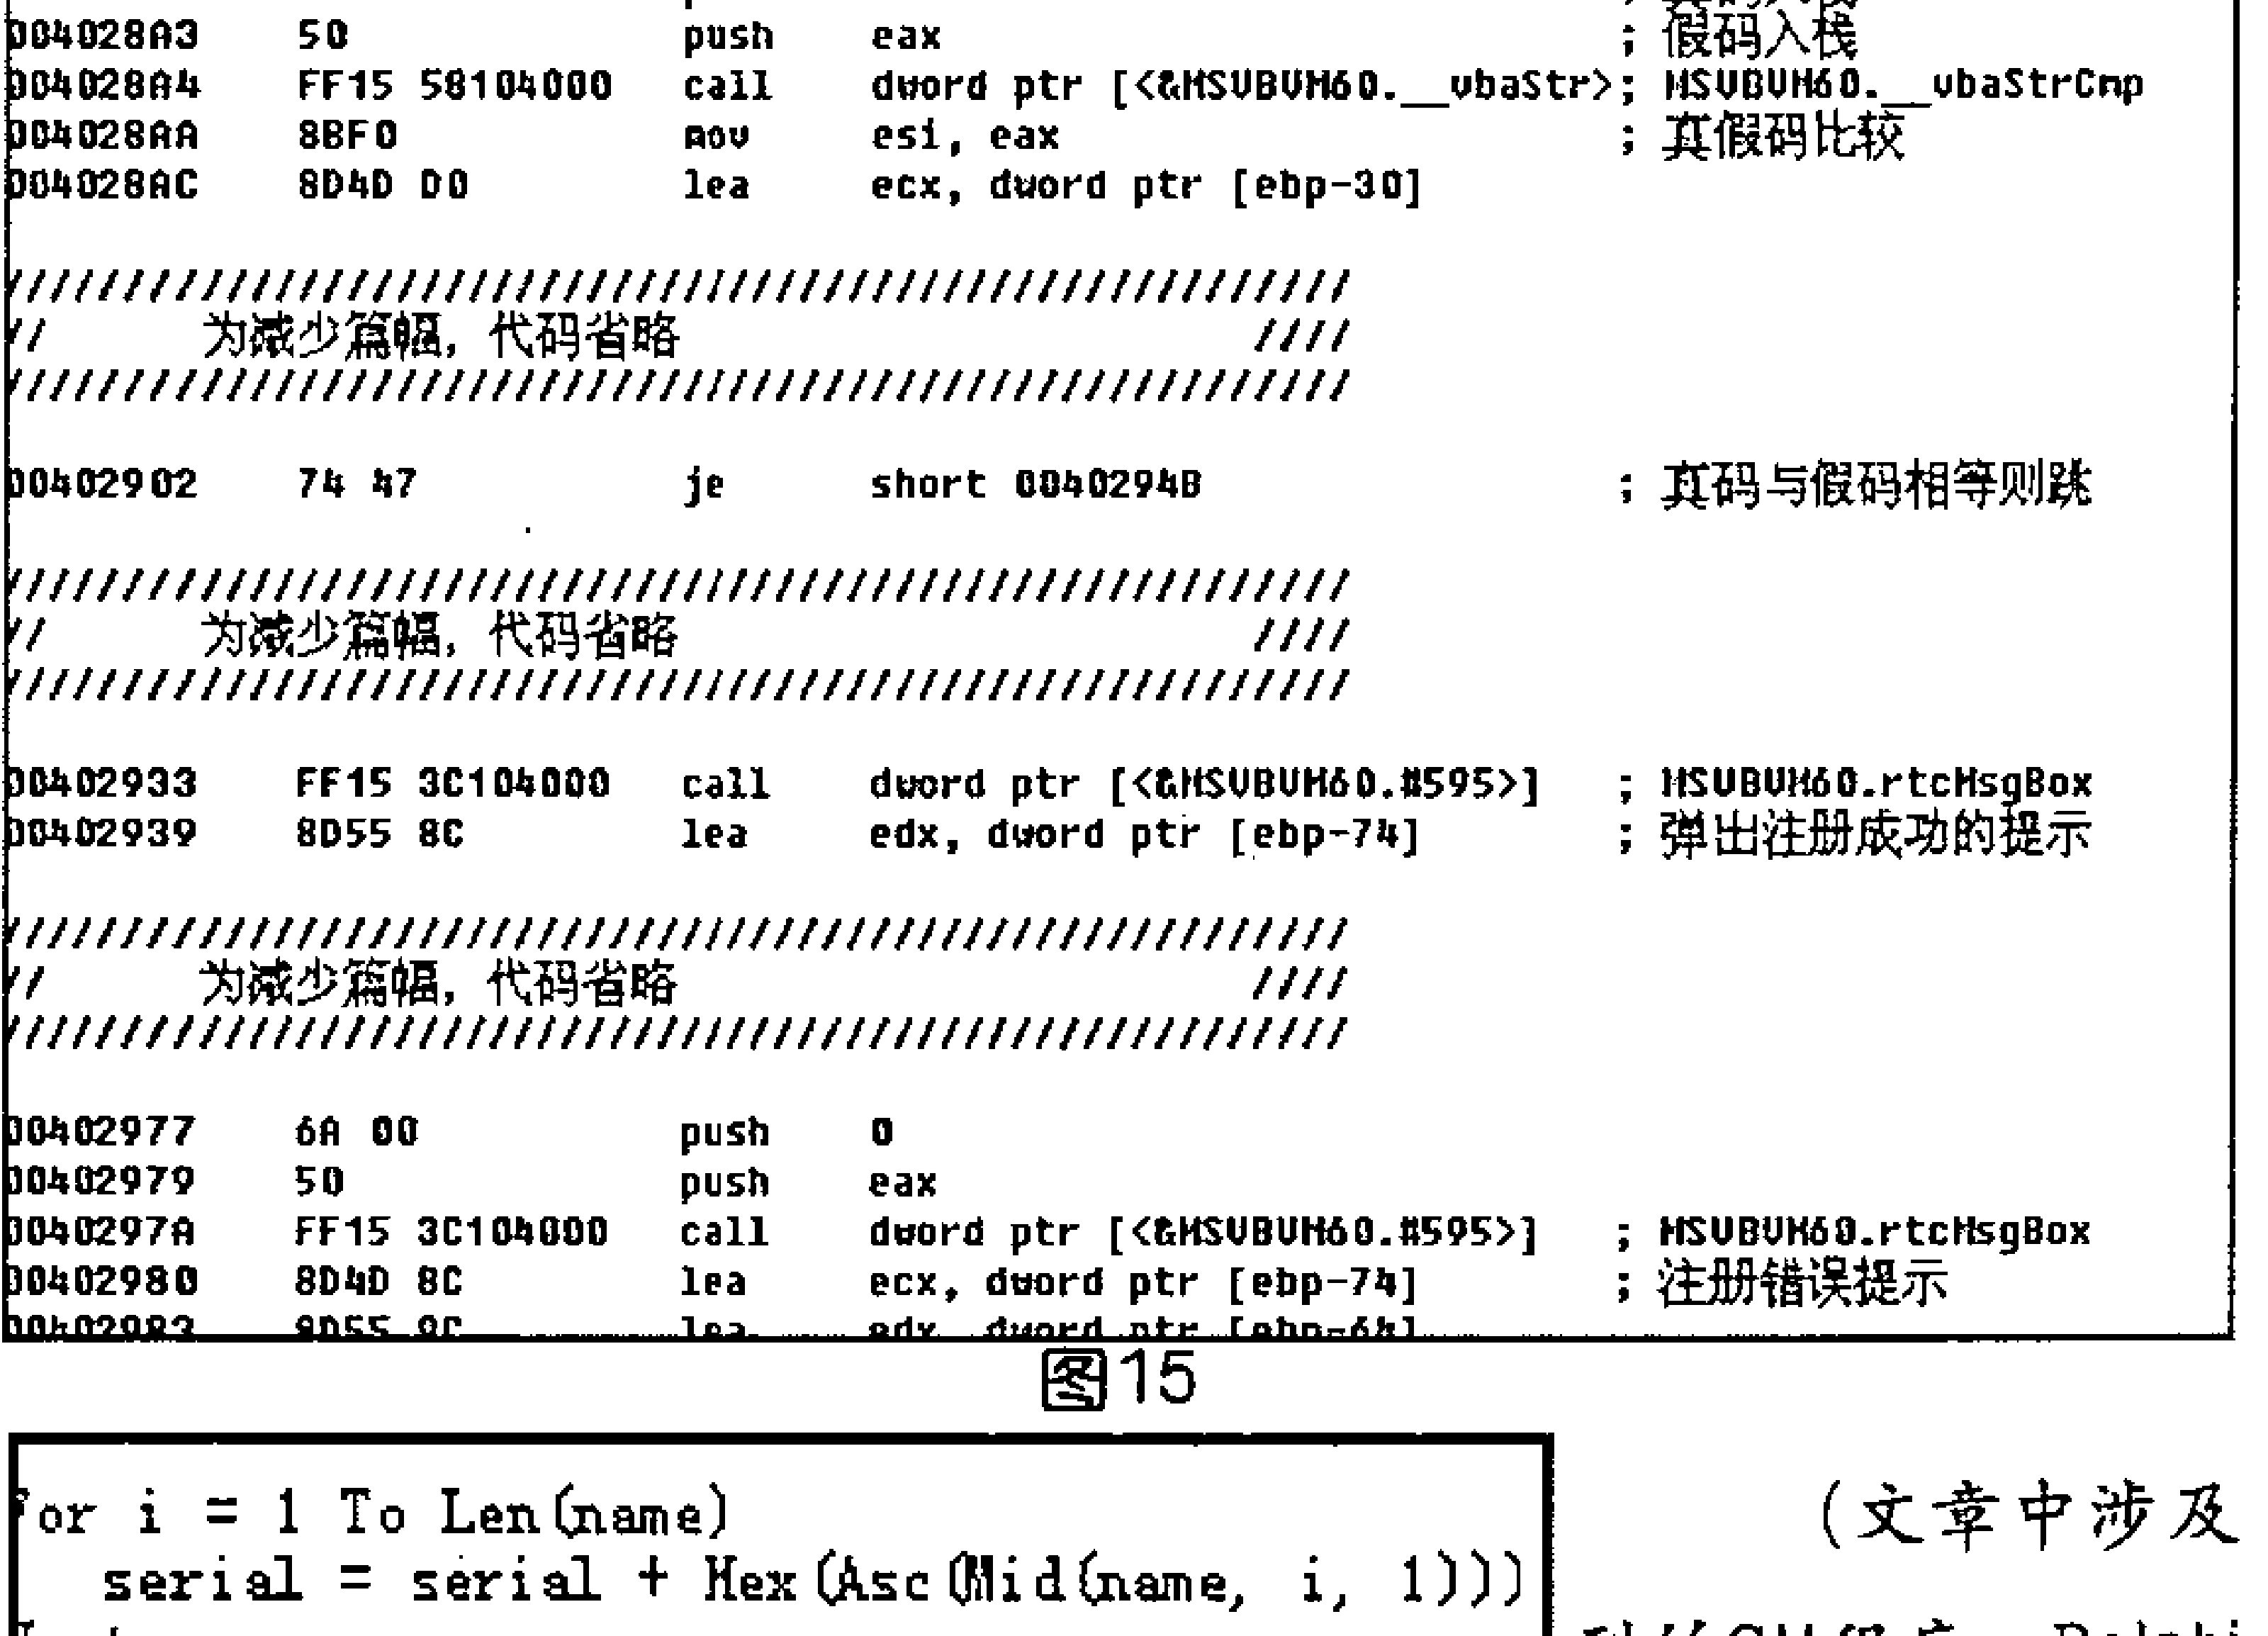 004028A3 50 push eax ; 假码入栈
004028A4 FF15 58104000 call dword ptr [<&MSVBVM60.__vbaStr>; MSVBVM60.__vbaStrCmp
004028AA 8BF0 mov esi, eax ; 真假码比较
004028AC 8D4D D0 lea ecx, dword ptr [ebp-30]
///////////////////////////////////////////////////////
// 为减少篇幅，代码省略 ////
///////////////////////////////////////////////////////
00402902 74 47 je short 0040294B ; 真码与假码相等则跳
///////////////////////////////////////////////////////
// 为减少篇幅，代码省略 ////
///////////////////////////////////////////////////////
00402933 FF15 3C104000 call dword ptr [<&MSVBVM60.#595>] ; MSVBVM60.rtcMsgBox
00402939 8D55 8C lea edx, dword ptr [ebp-74] ; 弹出注册成功的提示
///////////////////////////////////////////////////////
// 为减少篇幅，代码省略 ////
///////////////////////////////////////////////////////
00402977 6A 00 push 0
00402979 50 push eax
0040297A FF15 3C104000 call dword ptr [<&MSVBVM60.#595>] ; MSVBVM60.rtcMsgBox
00402980 8D4D 8C lea ecx, dword ptr [ebp-74] ; 注册错误提示
00402983 lea edx, dword ptr [ebp-64]
图15
For i = 1 To Len(name)
serial = serial + Hex(Asc(Mid(name, i, 1)))
(文章中涉及